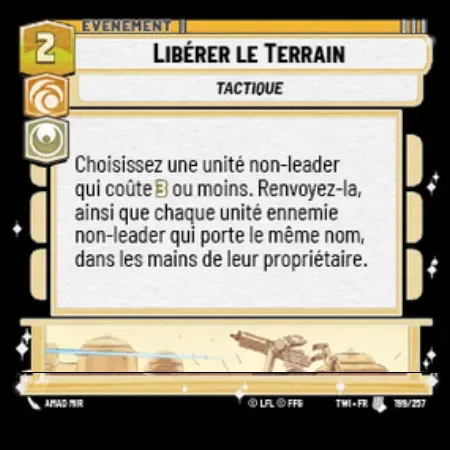 ÉVÉNEMENT
2
LIBÉRER LE TERRAIN
TACTIQUE
Choisissez une unité non-leader
qui coûte 3 ou moins. Renvoyez-la,
ainsi que chaque unité ennemie
non-leader qui porte le même nom,
dans les mains de leur propriétaire.
AMAD MIR
© LFL © FFG
TWI • FR
199/257